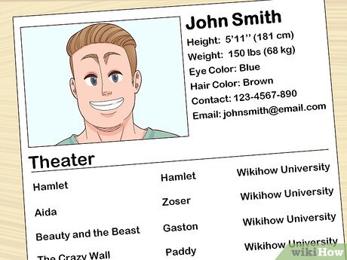 John Smith
Height: 5'11" (181 cm)
Weight: 150 lbs (68 kg)
Eye Color: Blue
Hair Color: Brown
Contact: 123-4567-890
Email: johnsmith@email.com
Theater
Hamlet Hamlet Wikihow University
Aida Zoser Wikihow University
Beauty and the Beast Gaston Wikihow University
The Crazy Wall Paddy Wikihow University
wikiHow